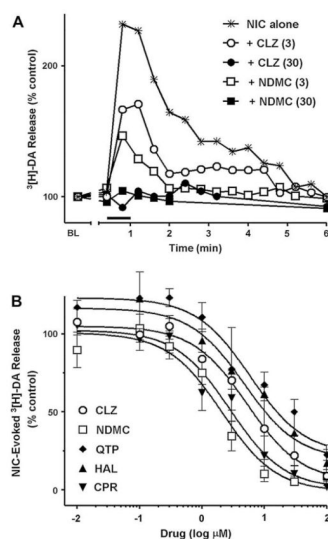 A
³[H]-DA Release (% control)
200
100
NIC alone
+ CLZ (3)
+ CLZ (30)
+ NDMC (3)
+ NDMC (30)
BL 0 1 2 3 4 5 6
Time (min)
B
NIC-Evoked ³[H]-DA Release
(% control)
100
50
0
CLZ
NDMC
QTP
HAL
CPR
-2 -1 0 1 2
Drug (log µM)